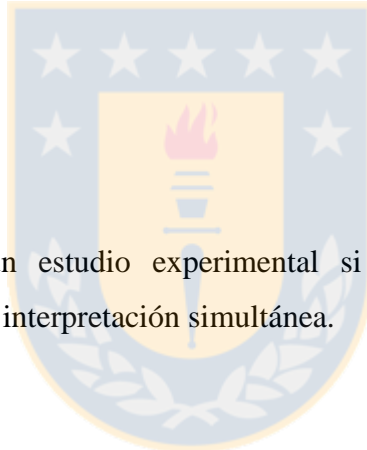 n estudio experimental si
interpretación simultánea.